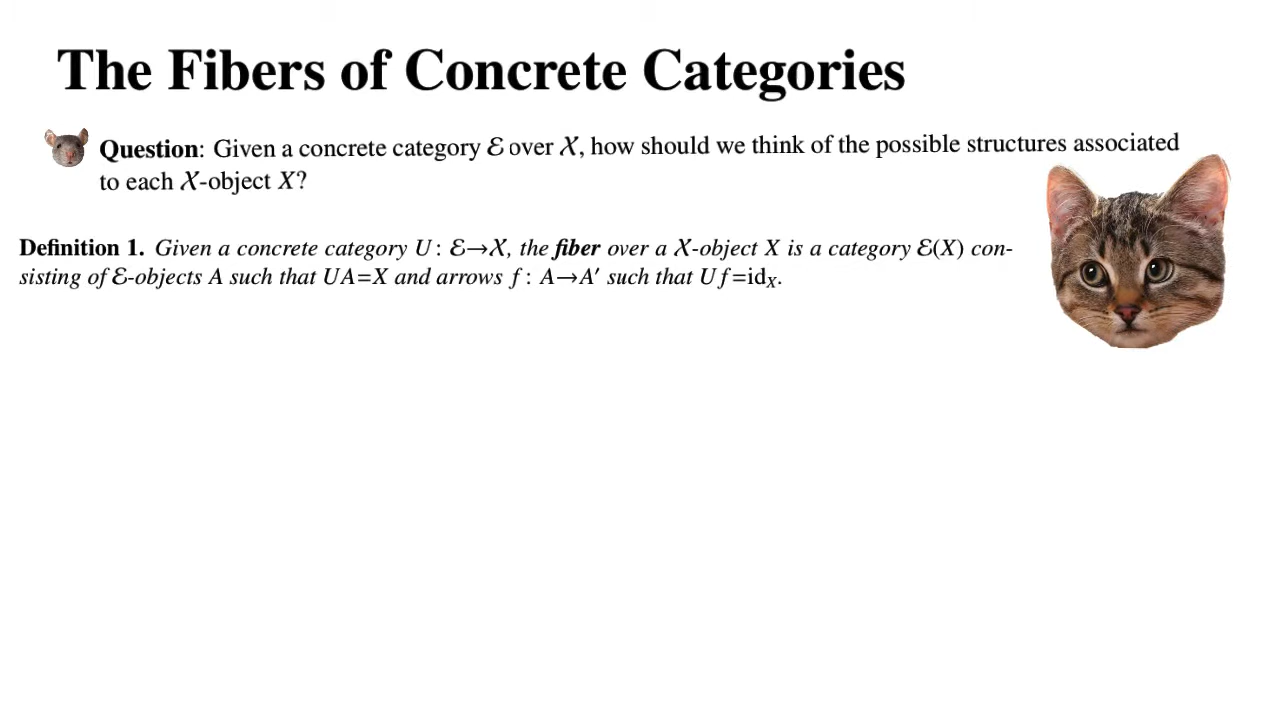 The Fibers of Concrete Categories
Question: Given a concrete category ℰ over 𝒳, how should we think of the possible structures associated
to each 𝒳-object X?
Definition 1. Given a concrete category U: ℰ→𝒳, the fiber over a 𝒳-object X is a category ℰ(X) con-
sisting of ℰ-objects A such that UA=X and arrows f: A→A′ such that Uf=id_X.